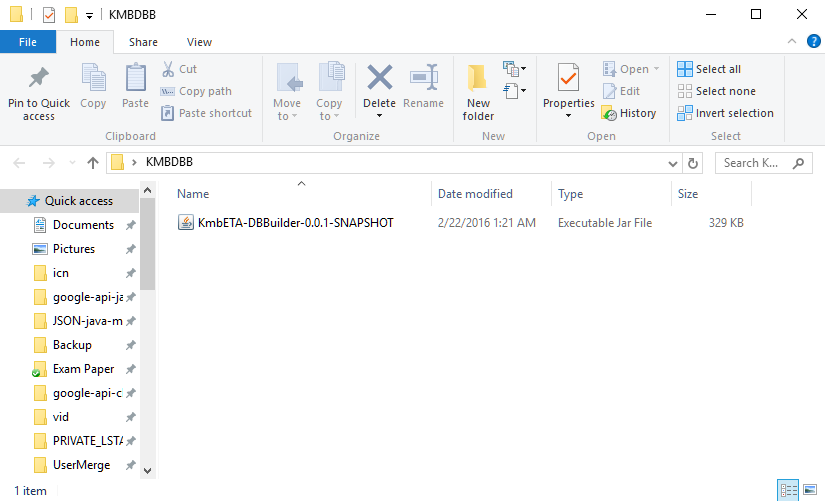 KMBDBB
File Home Share View
Pin to Quick access
Copy
Paste
Cut
Copy path
Paste shortcut
Clipboard
Move to
Copy to
Delete
Rename
Organize
New folder
New
Properties
Open
Edit
History
Open
Select all
Select none
Invert selection
Select
KMBDBB
Search K...
Quick access
Documents
Pictures
icn
google-api-ja
JSON-java-m
Backup
Exam Paper
google-api-c
vid
PRIVATE_LSTA
UserMerge
Name Date modified Type Size
KmbETA-DBBuilder-0.0.1-SNAPSHOT 2/22/2016 1:21 AM Executable Jar File 329 KB
1 item